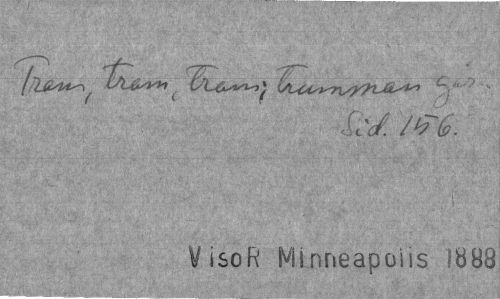 Tram, tram, tram; trumman går.
Sid. 156.
VisoR Minneapolis 1888